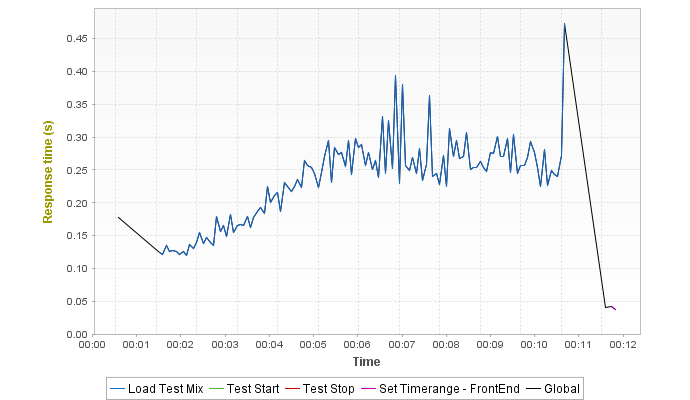 0.45
0.40
0.35
0.30
0.25
0.20
0.15
0.10
0.05
0.00
Response time (s)
00:00 00:01 00:02 00:03 00:04 00:05 00:06 00:07 00:08 00:09 00:10 00:11 00:12
Time
Load Test Mix Test Start Test Stop Set Timerange - FrontEnd Global